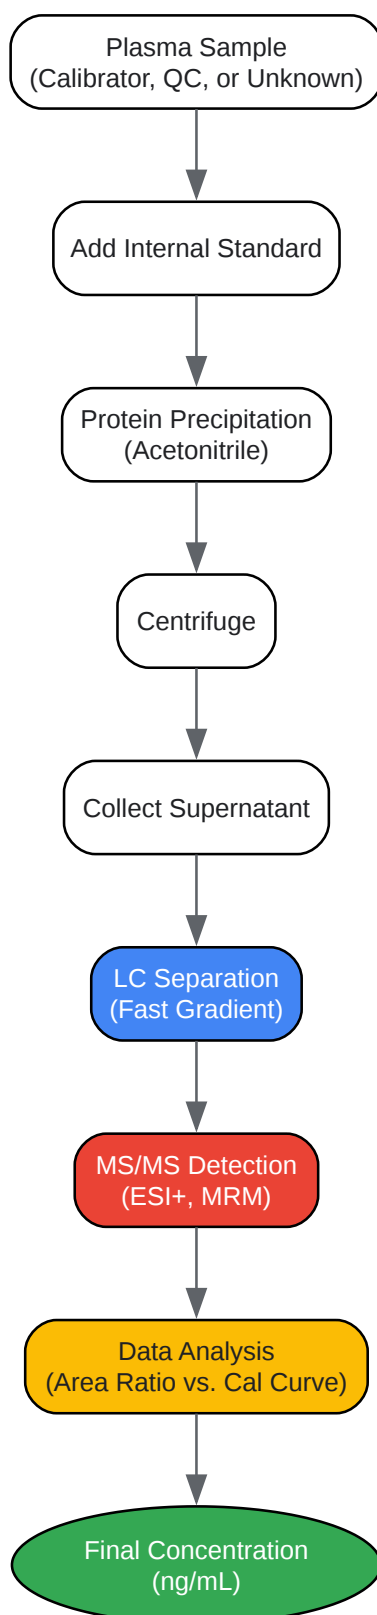 Plasma Sample
(Calibrator, QC, or Unknown)
Add Internal Standard
Protein Precipitation
(Acetonitrile)
Centrifuge
Collect Supernatant
LC Separation
(Fast Gradient)
MS/MS Detection
(ESI+, MRM)
Data Analysis
(Area Ratio vs. Cal Curve)
Final Concentration
(ng/mL)